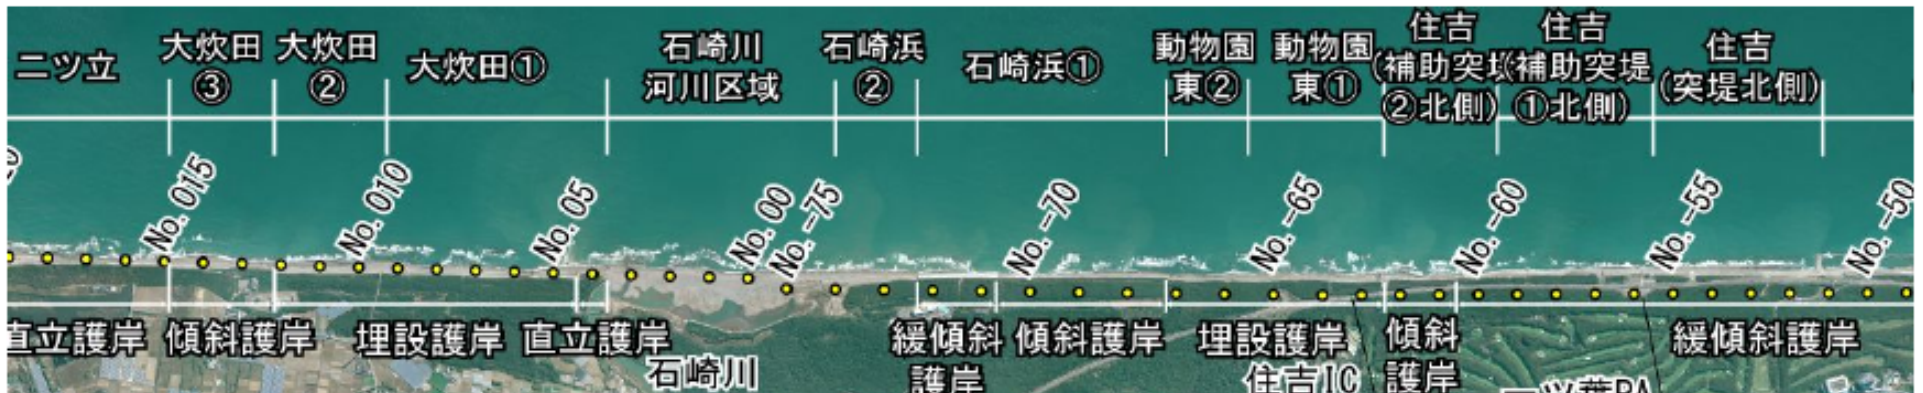 二ツ立
大炊田
③
大炊田
②
大炊田①
石崎川
河川区域
石崎浜
②
石崎浜①
動物園
東②
動物園
東①
住吉
(補助突堤
②北側)
住吉
(補助突堤
①北側)
住吉
(突堤北側)
No. 015
No. 010
No. 05
No. 00
No. -75
No. -70
No. -65
No. -60
No. -55
No. -50
直立護岸
傾斜護岸
埋設護岸
直立護岸
石崎川
緩傾斜
護岸
傾斜護岸
埋設護岸
住吉IC
傾斜
護岸
緩傾斜護岸